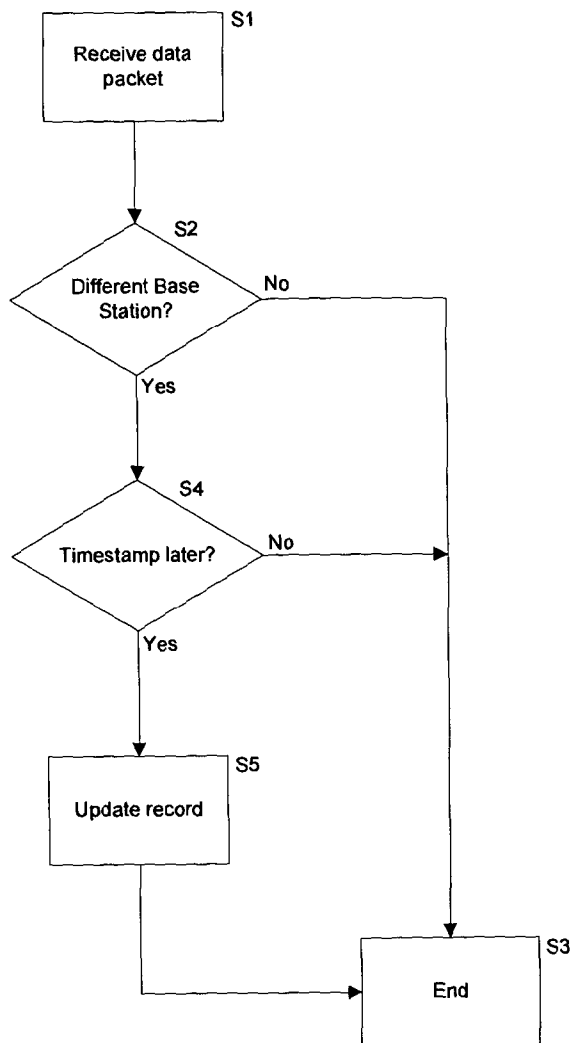 S1
Receive data
packet
S2
Different Base
Station?
No
Yes
S4
Timestamp later?
No
Yes
S5
Update record
S3
End